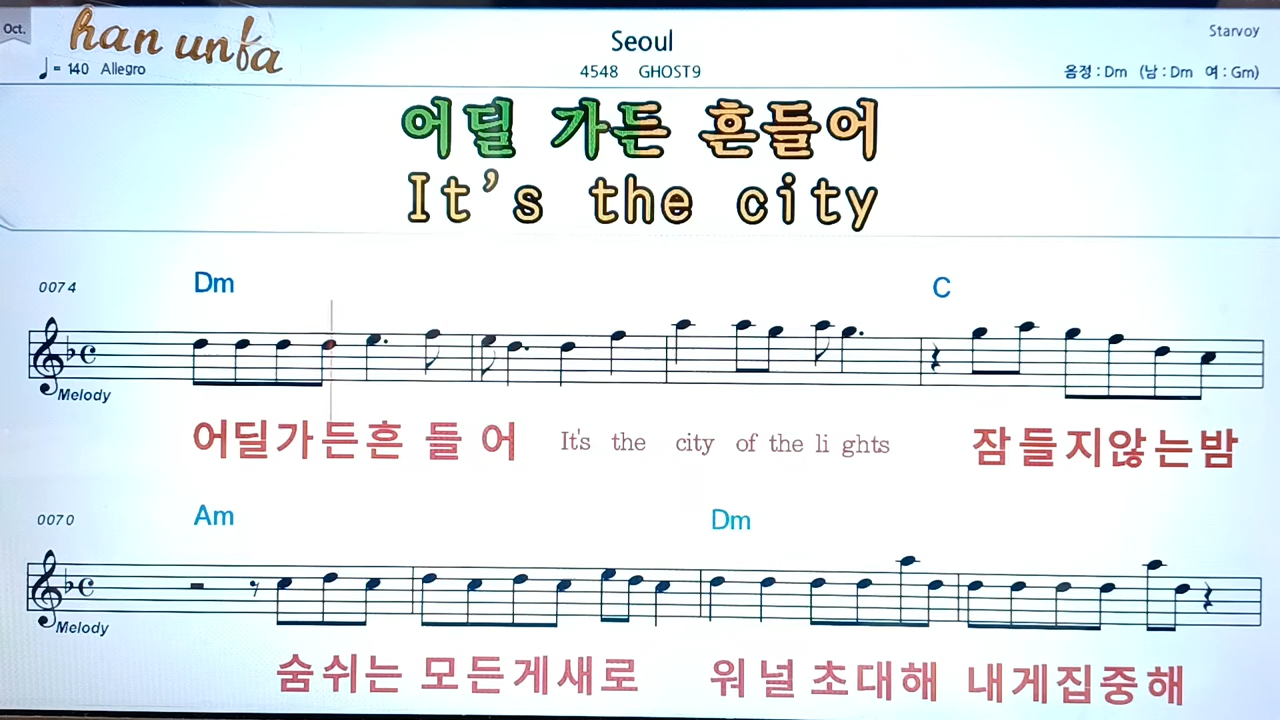 Oct.
han unfa
= 140 Allegro
Seoul
4548 GHOST9
Starvoy
음정 : Dm (남 : Dm 여 : Gm)
어딜 가든 흔들어
It's the city
0074
Dm
C
Melody
어딜가든흔 들 어 It's the city of the li ghts 잠들지않는밤
0070
Am
Dm
Melody
숨쉬는 모든게새로 워널 초대해 내게집중해